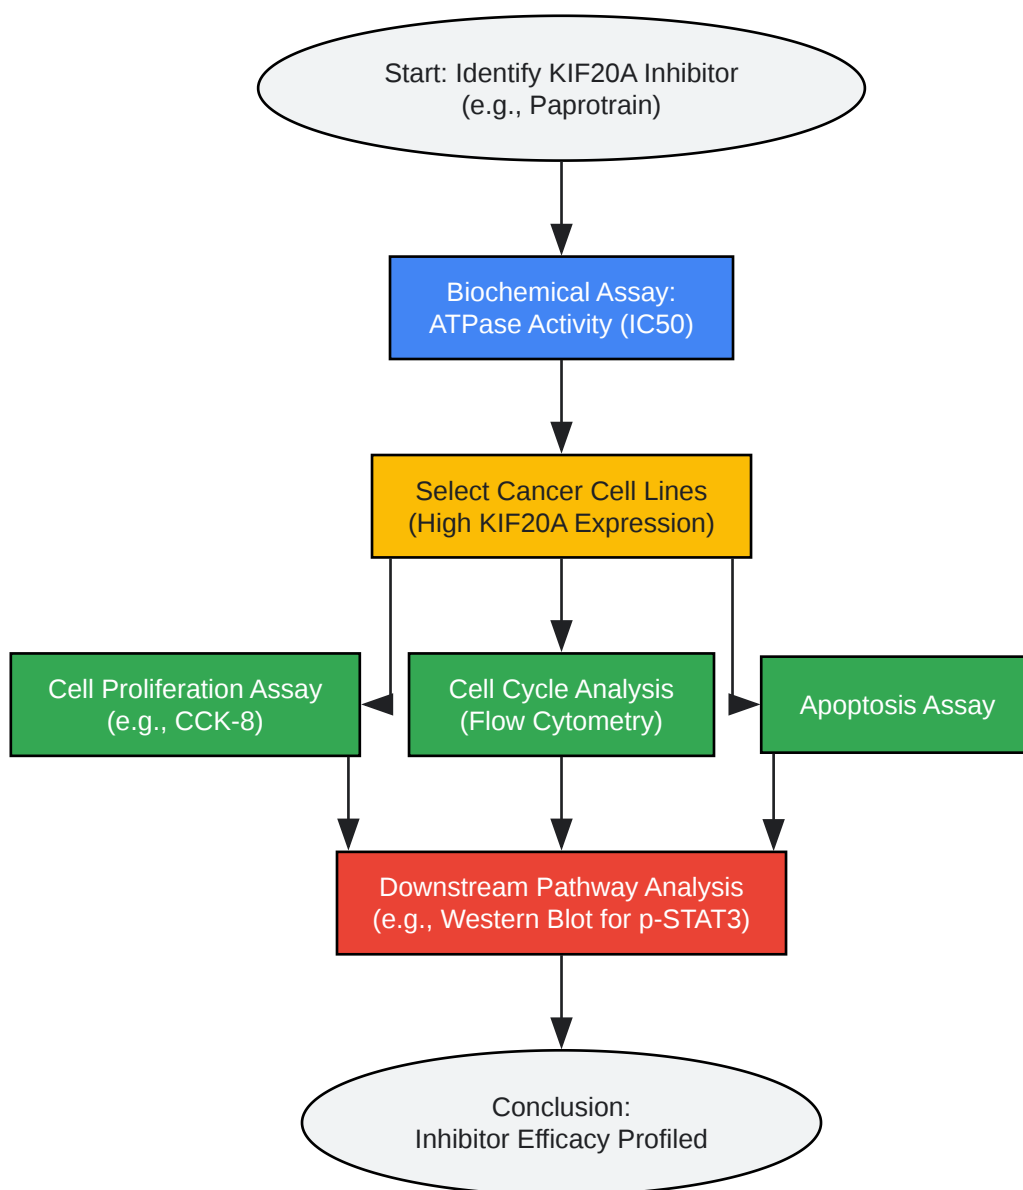 Start: Identify KIF20A Inhibitor
(e.g., Paprotrain)
Biochemical Assay:
ATPase Activity (IC50)
Select Cancer Cell Lines
(High KIF20A Expression)
Cell Proliferation Assay
(e.g., CCK-8)
Cell Cycle Analysis
(Flow Cytometry)
Apoptosis Assay
Downstream Pathway Analysis
(e.g., Western Blot for p-STAT3)
Conclusion:
Inhibitor Efficacy Profiled